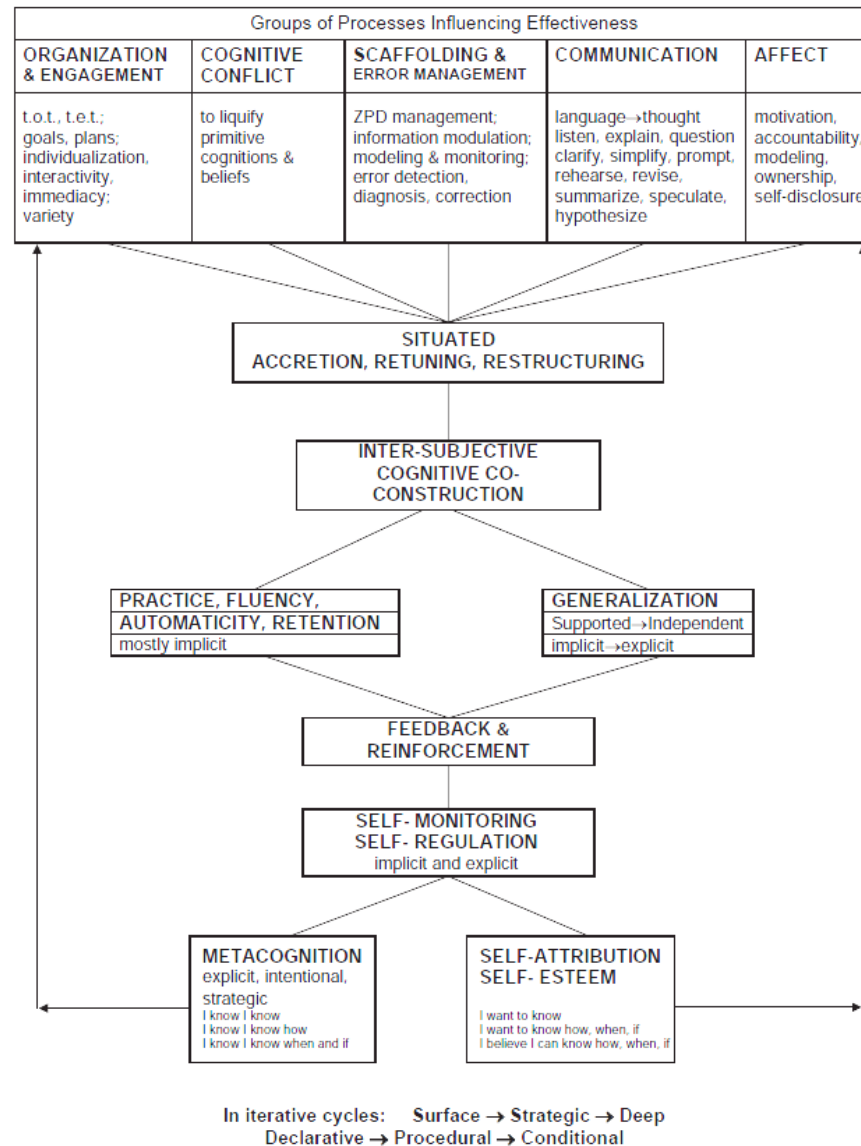 Groups of Processes Influencing Effectiveness
ORGANIZATION
& ENGAGEMENT
t.o.t., t.e.t.;
goals, plans;
individualization,
interactivity,
immediacy;
variety
COGNITIVE
CONFLICT
to liquify
primitive
cognitions &
beliefs
SCAFFOLDING &
ERROR MANAGEMENT
ZPD management;
information modulation;
modeling & monitoring;
error detection,
diagnosis, correction
COMMUNICATION
language→thought
listen, explain, question
clarify, simplify, prompt,
rehearse, revise,
summarize, speculate,
hypothesize
AFFECT
motivation,
accountability,
modeling,
ownership,
self-disclosure
SITUATED
ACCRETION, RETUNING, RESTRUCTURING
INTER-SUBJECTIVE
COGNITIVE CO-
CONSTRUCTION
PRACTICE, FLUENCY,
AUTOMATICITY, RETENTION
mostly implicit
GENERALIZATION
Supported→Independent
implicit→explicit
FEEDBACK &
REINFORCEMENT
SELF- MONITORING
SELF- REGULATION
implicit and explicit
METACOGNITION
explicit, intentional,
strategic
I know I know
I know I know how
I know I know when and if
SELF-ATTRIBUTION
SELF- ESTEEM
I want to know
I want to know how, when, if
I believe I can know how, when, if
In iterative cycles: Surface → Strategic → Deep
Declarative → Procedural → Conditional